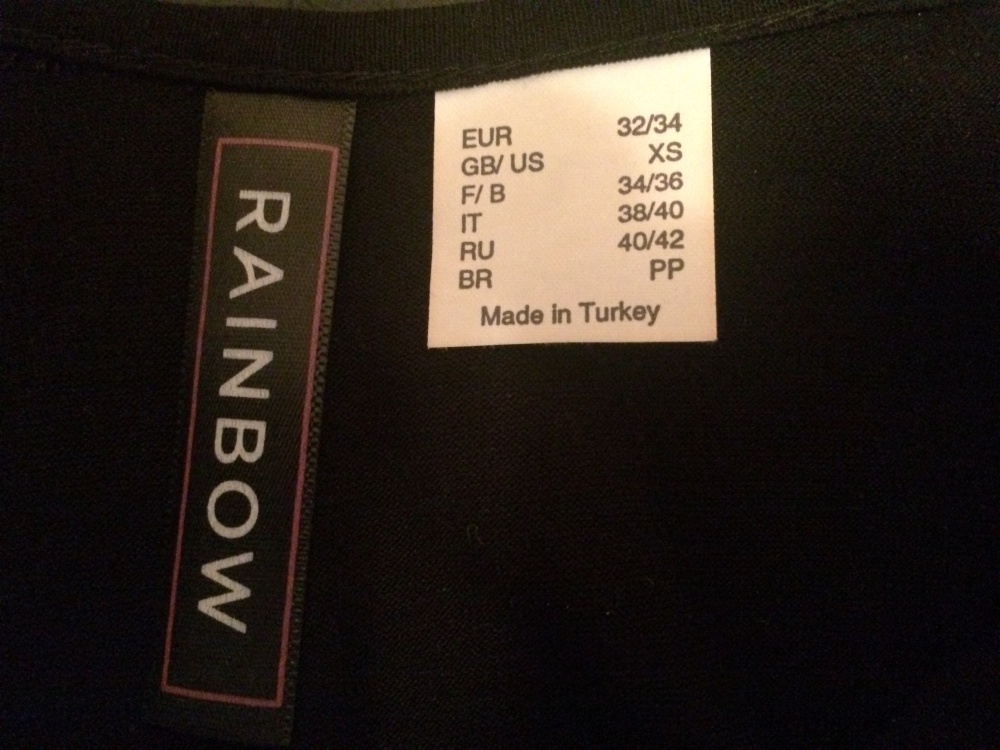 RAINBOW
EUR 32/34
GB/ US XS
F/ B 34/36
IT 38/40
RU 40/42
BR PP
Made in Turkey